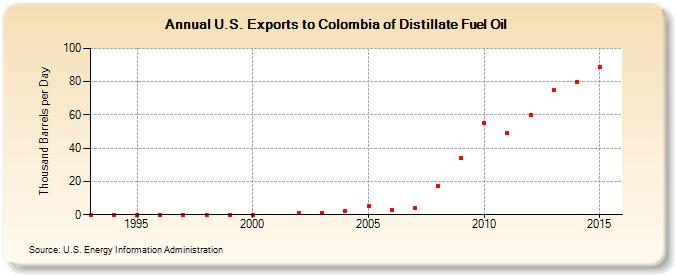 Annual U.S. Exports to Colombia of Distillate Fuel Oil
Thousand Barrels per Day
100
80
60
40
20
0
1995 2000 2005 2010 2015
Source: U.S. Energy Information Administration